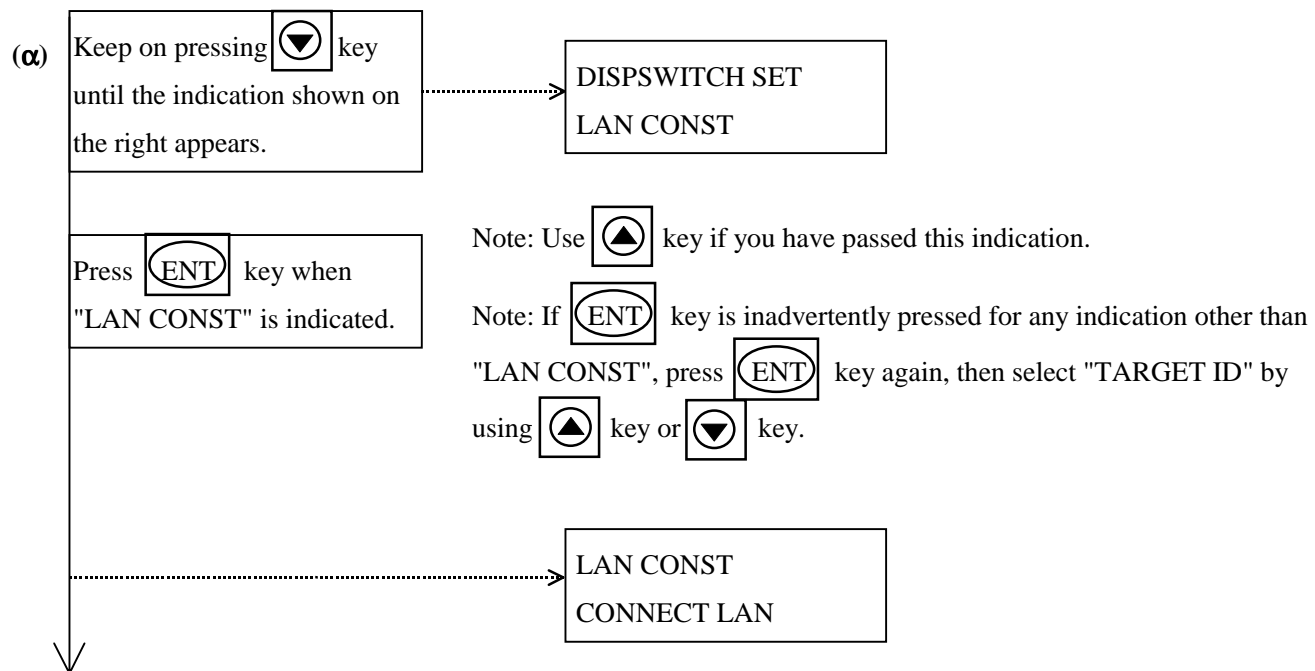 (α)
Keep on pressing ▼ key
until the indication shown on
the right appears.
DISPSWITCH SET
LAN CONST
Press ENT key when
"LAN CONST" is indicated.
Note: Use ▲ key if you have passed this indication.
Note: If ENT key is inadvertently pressed for any indication other than
"LAN CONST", press ENT key again, then select "TARGET ID" by
using ▲ key or ▼ key.
LAN CONST
CONNECT LAN